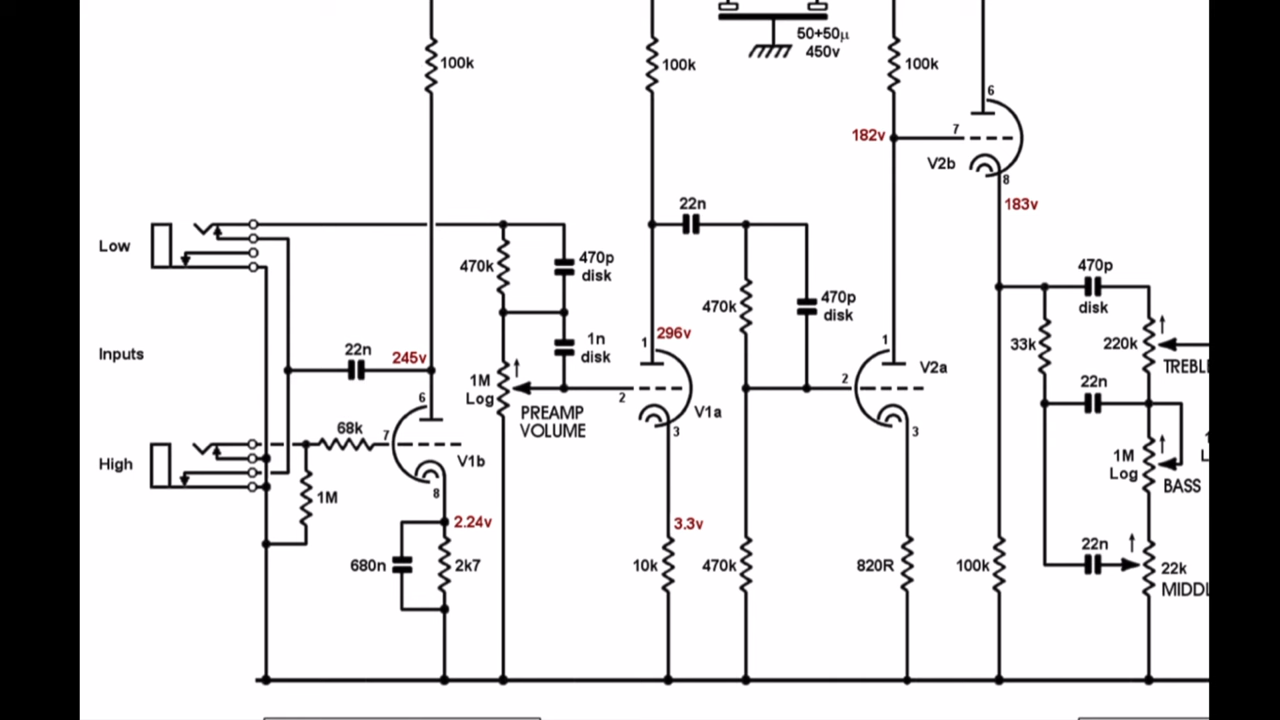 50+50µ
450v
100k
100k
100k
6
182v
7
V2b
8
22n
183v
Low
470k
470p
disk
470k
470p
disk
470p
disk
33k
220k
TREBLE
Inputs
22n
245v
1n
disk
296v
1
1
V2a
1M
Log
PREAMP
VOLUME
2
V1a
2
22n
6
3
3
High
68k
7
V1b
8
1M
Log
BASS
1M
2.24v
3.3v
22n
680n
2k7
10k
470k
820R
100k
22k
MIDDL